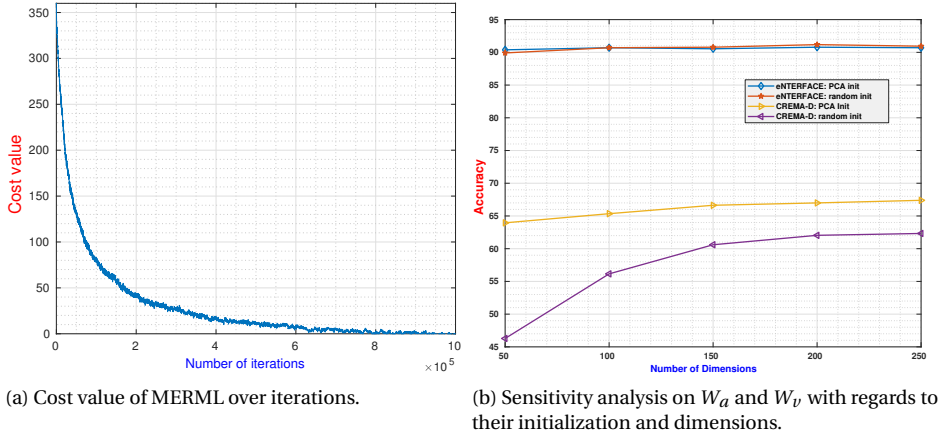 350
300
250
200
150
100
50
0
Cost value
0 2 4 6 8 10
Number of iterations
×10^5
95
90
85
80
75
70
65
60
55
50
45
Accuracy
eNTERFACE: PCA init
eNTERFACE: random init
CREMA-D: PCA Init
CREMA-D: random init
50 100 150 200 250
Number of Dimensions
(a) Cost value of MERML over iterations.
(b) Sensitivity analysis on W_a and W_v with regards to
their initialization and dimensions.